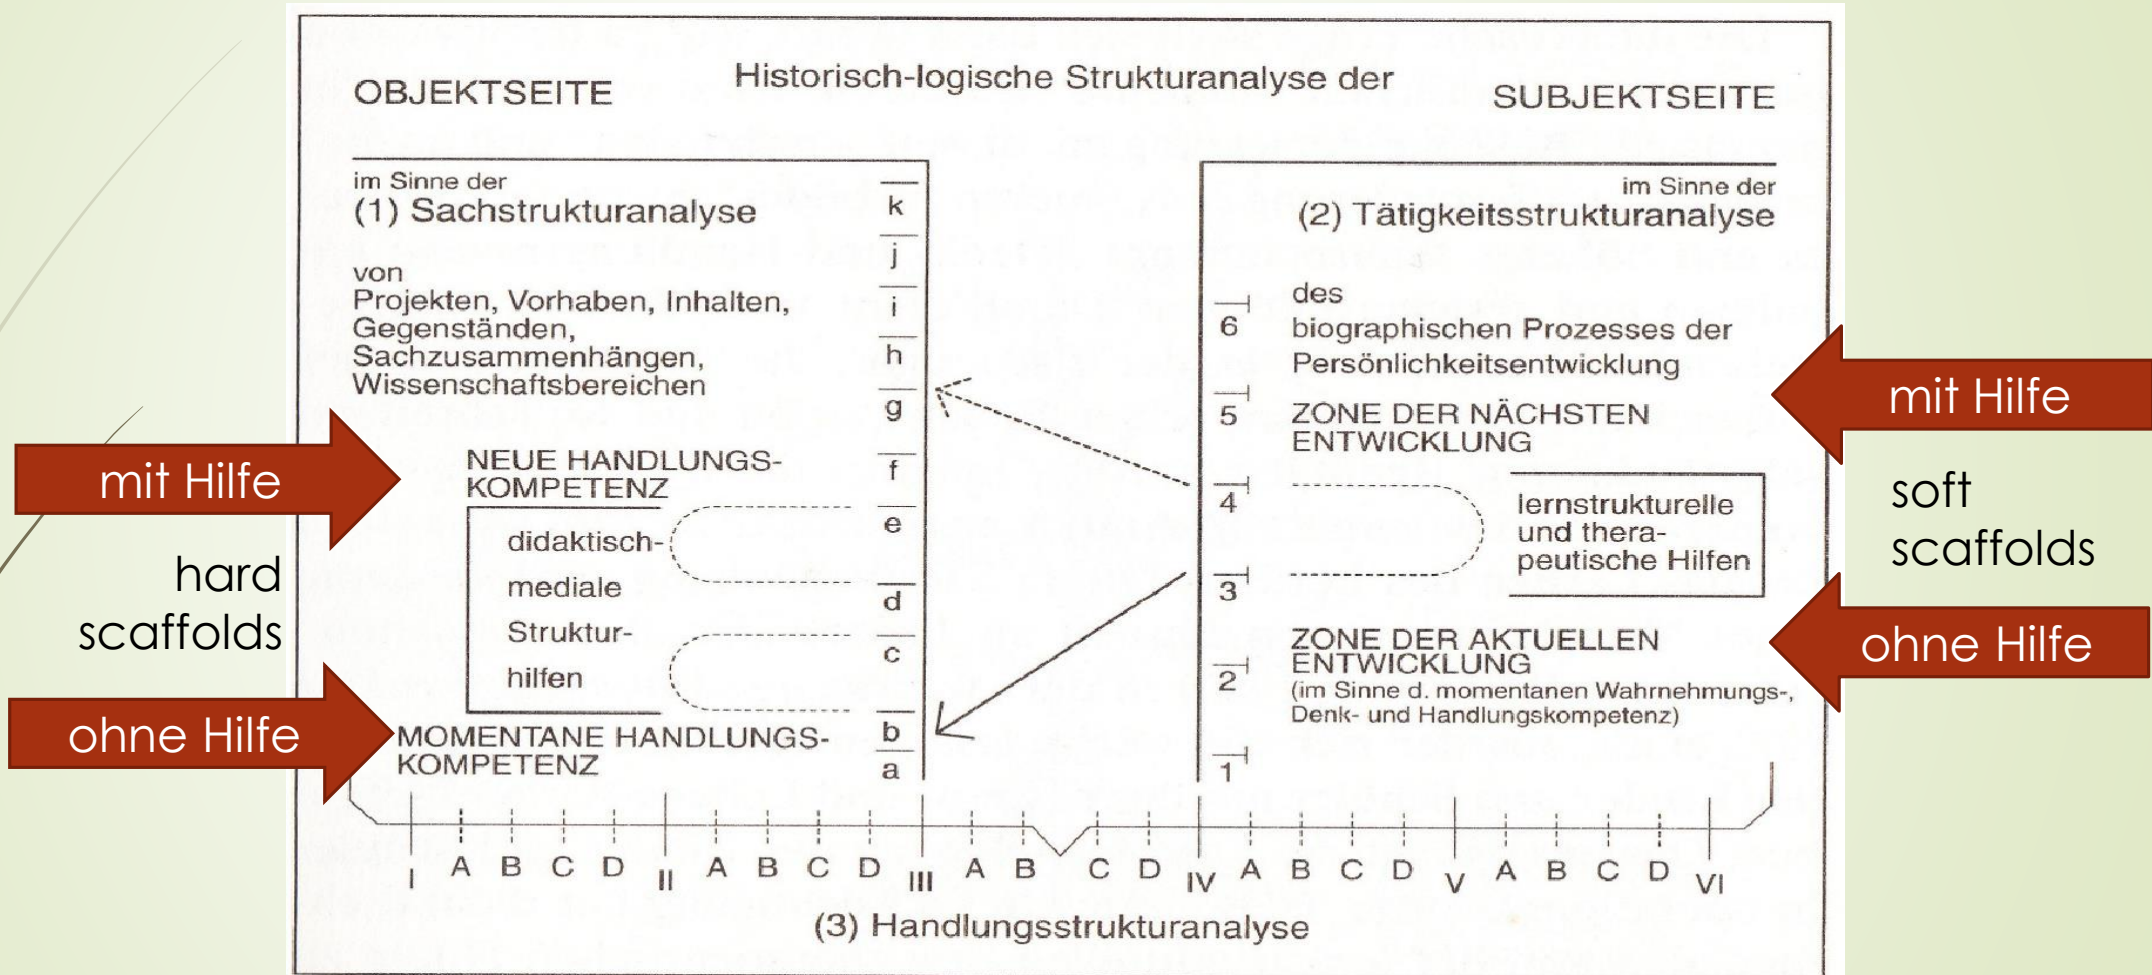 Historisch-logische Strukturanalyse der
OBJEKTSEITE
SUBJEKTSEITE
im Sinne der
(1) Sachstrukturanalyse
von
Projekten, Vorhaben, Inhalten,
Gegenständen,
Sachzusammenhängen,
Wissenschaftsbereichen
mit Hilfe
NEUE HANDLUNGS-
KOMPETENZ
hard
scaffolds
didaktisch-
mediale
Struktur-
hilfen
ohne Hilfe
MOMENTANE HANDLUNGS-
KOMPETENZ
k
j
i
h
g
f
e
d
c
b
a
im Sinne der
(2) Tätigkeitsstrukturanalyse
des
biographischen Prozesses der
Persönlichkeitsentwicklung
ZONE DER NÄCHSTEN
ENTWICKLUNG
mit Hilfe
lernstrukturelle
und thera-
peutische Hilfen
soft
scaffolds
ZONE DER AKTUELLEN
ENTWICKLUNG
(im Sinne d. momentanen Wahrnehmungs-,
Denk- und Handlungskompetenz)
ohne Hilfe
6
5
4
3
2
1
I A B C D II A B C D III A B C D IV A B C D V A B C D VI
(3) Handlungsstrukturanalyse